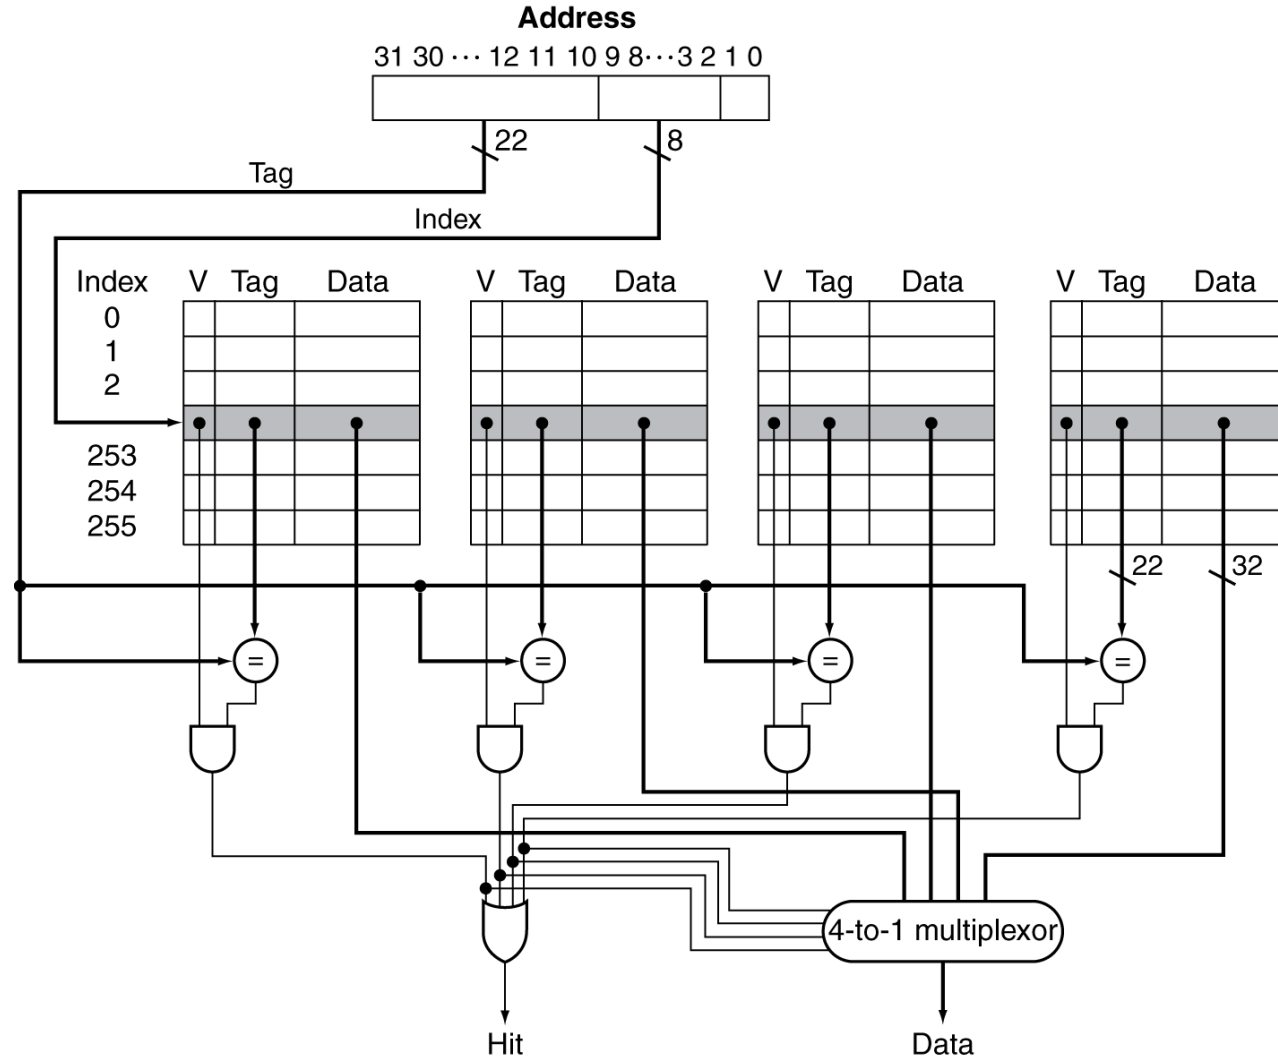 Address
31 30 ··· 12 11 10 9 8···3 2 1 0
22
8
Tag
Index
Index V Tag Data V Tag Data V Tag Data V Tag Data
0
1
2
253
254
255
22 32
= = = =
4-to-1 multiplexor
Hit Data